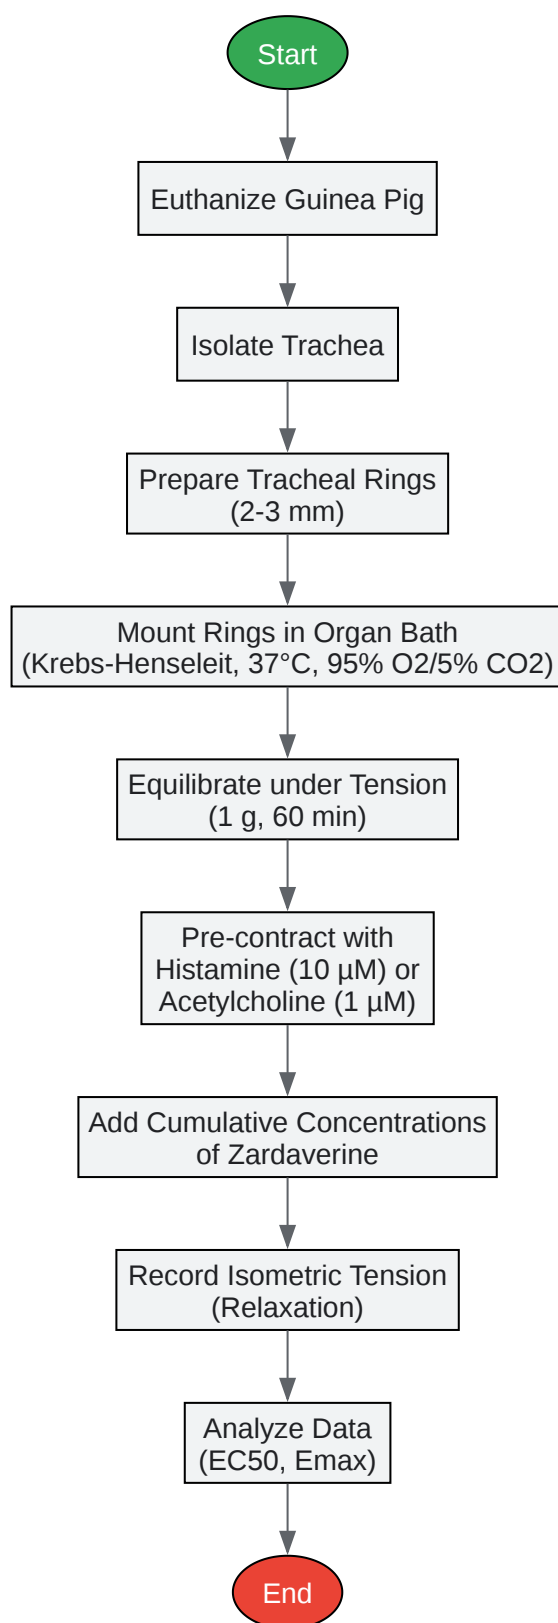 Start
Euthanize Guinea Pig
Isolate Trachea
Prepare Tracheal Rings
(2-3 mm)
Mount Rings in Organ Bath
(Krebs-Henseleit, 37°C, 95% O2/5% CO2)
Equilibrate under Tension
(1 g, 60 min)
Pre-contract with
Histamine (10 µM) or
Acetylcholine (1 µM)
Add Cumulative Concentrations
of Zardaverine
Record Isometric Tension
(Relaxation)
Analyze Data
(EC50, Emax)
End